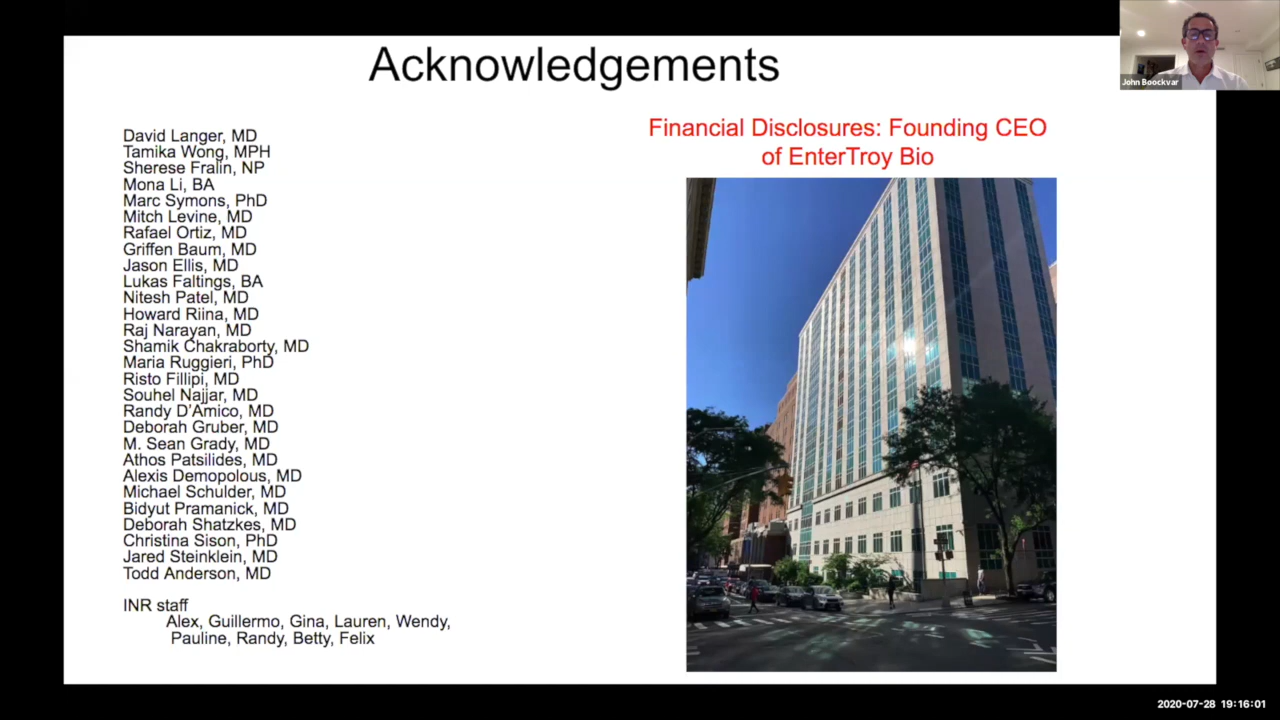 Acknowledgements
John Boockvar
David Langer, MD
Tamika Wong, MPH
Sherese Fralin, NP
Mona Li, BA
Marc Symons, PhD
Mitch Levine, MD
Rafael Ortiz, MD
Griffen Baum, MD
Jason Ellis, MD
Lukas Faltings, BA
Nitesh Patel, MD
Howard Riina, MD
Raj Narayan, MD
Shamik Chakraborty, MD
Maria Ruggieri, PhD
Risto Fillipi, MD
Souhel Najjar, MD
Randy D'Amico, MD
Deborah Gruber, MD
M. Sean Grady, MD
Athos Patsilides, MD
Alexis Demopolous, MD
Michael Schulder, MD
Bidyut Pramanick, MD
Deborah Shatzkes, MD
Christina Sison, PhD
Jared Steinklein, MD
Todd Anderson, MD
INR staff
Alex, Guillermo, Gina, Lauren, Wendy,
Pauline, Randy, Betty, Felix
Financial Disclosures: Founding CEO
of EnterTroy Bio
2020-07-28 19:16:01